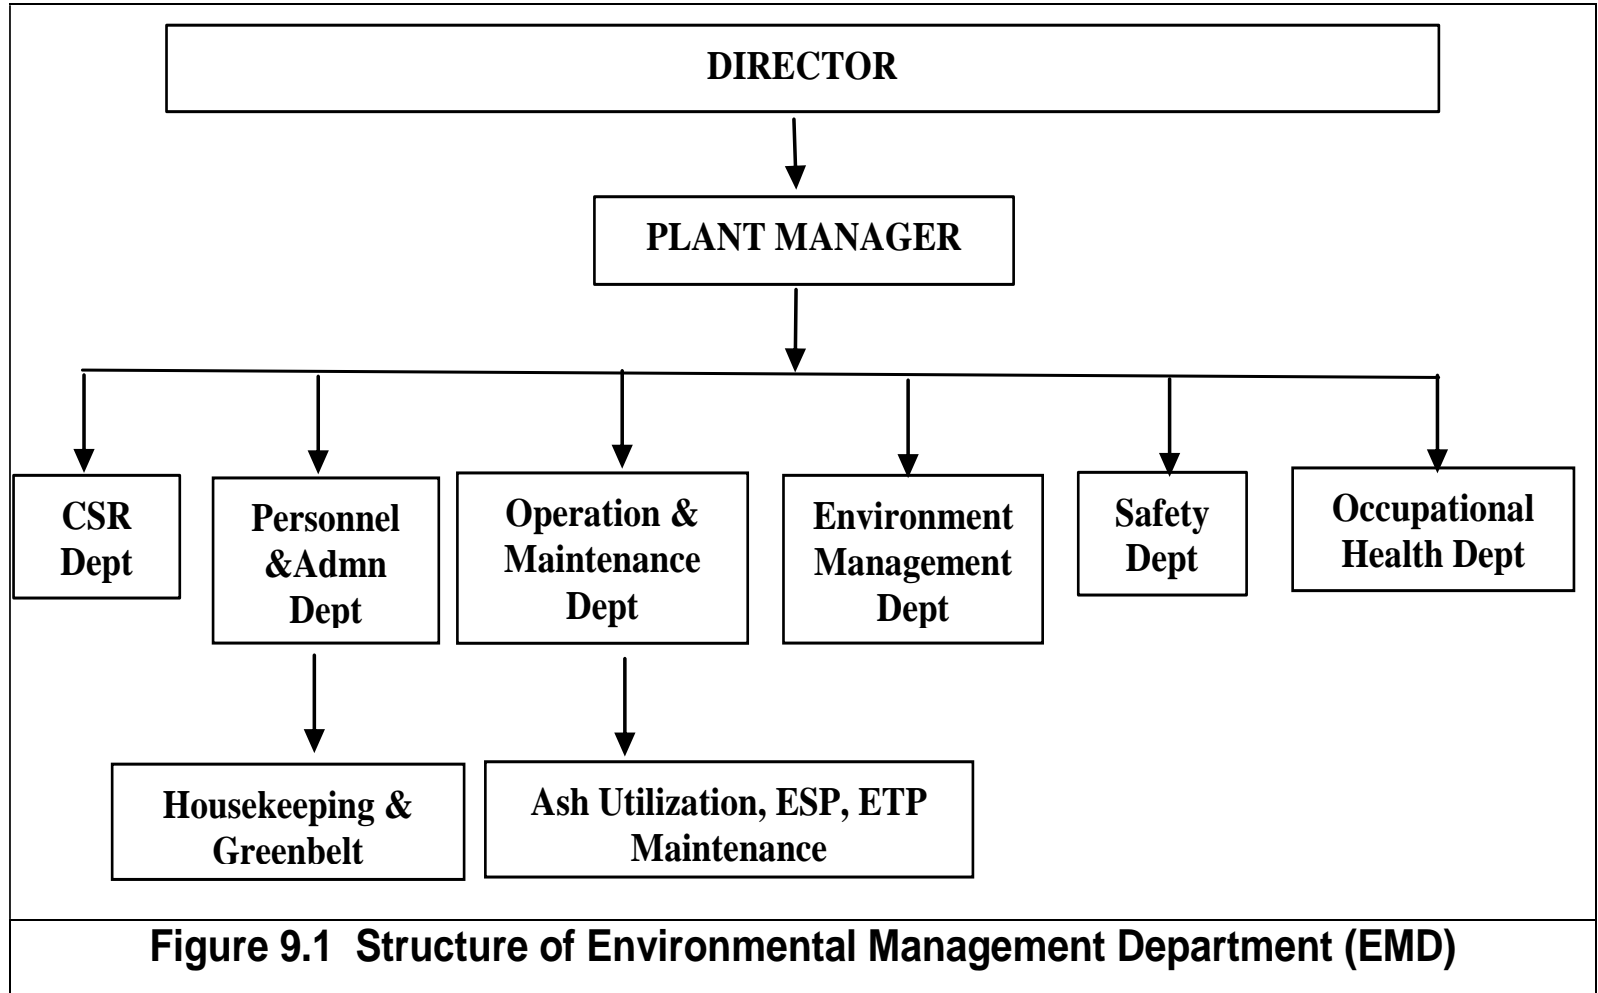 DIRECTOR
PLANT MANAGER
CSR
Dept
Personnel
&Admn
Dept
Operation &
Maintenance
Dept
Environment
Management
Dept
Safety
Dept
Occupational
Health Dept
Housekeeping &
Greenbelt
Ash Utilization, ESP, ETP
Maintenance
Figure 9.1 Structure of Environmental Management Department (EMD)